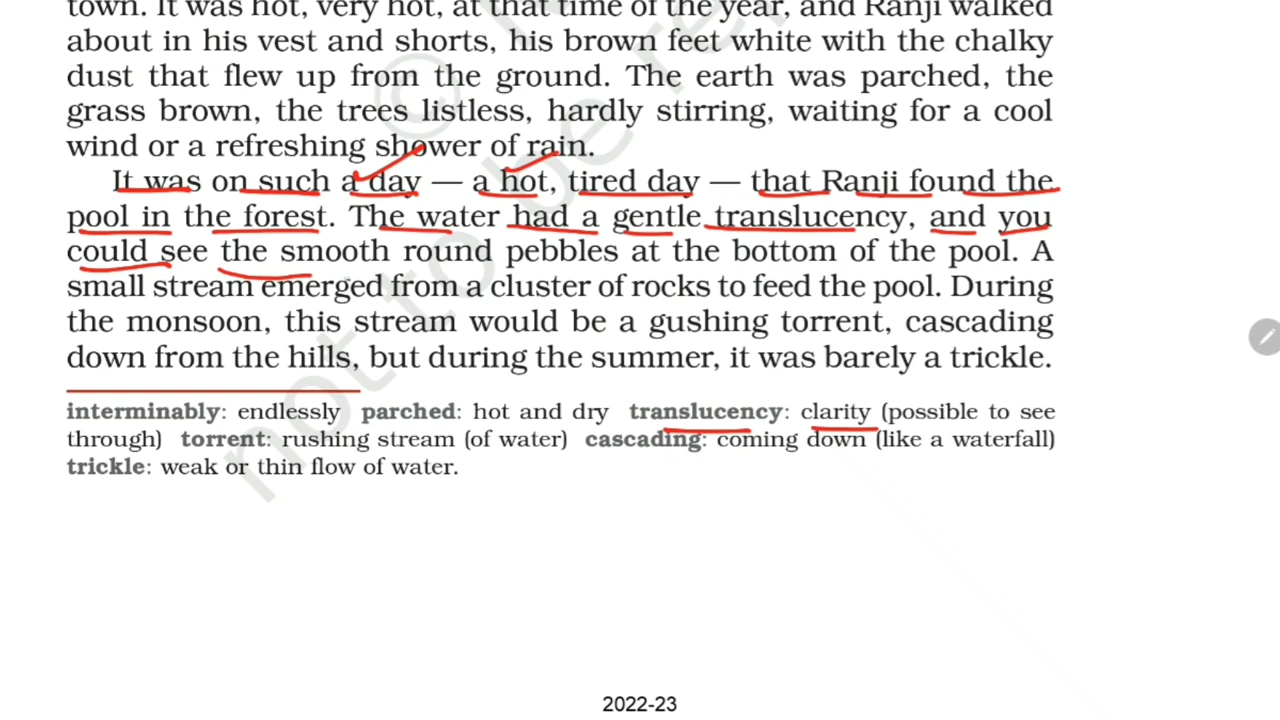 town. It was hot, very hot, at that time of the year, and Ranji walked
about in his vest and shorts, his brown feet white with the chalky
dust that flew up from the ground. The earth was parched, the
grass brown, the trees listless, hardly stirring, waiting for a cool
wind or a refreshing shower of rain.
It was on such a day — a hot, tired day — that Ranji found the
pool in the forest. The water had a gentle translucency, and you
could see the smooth round pebbles at the bottom of the pool. A
small stream emerged from a cluster of rocks to feed the pool. During
the monsoon, this stream would be a gushing torrent, cascading
down from the hills, but during the summer, it was barely a trickle.
interminably: endlessly parched: hot and dry translucency: clarity (possible to see
through) torrent: rushing stream (of water) cascading: coming down (like a waterfall)
trickle: weak or thin flow of water.
not to be re
©
2022-23